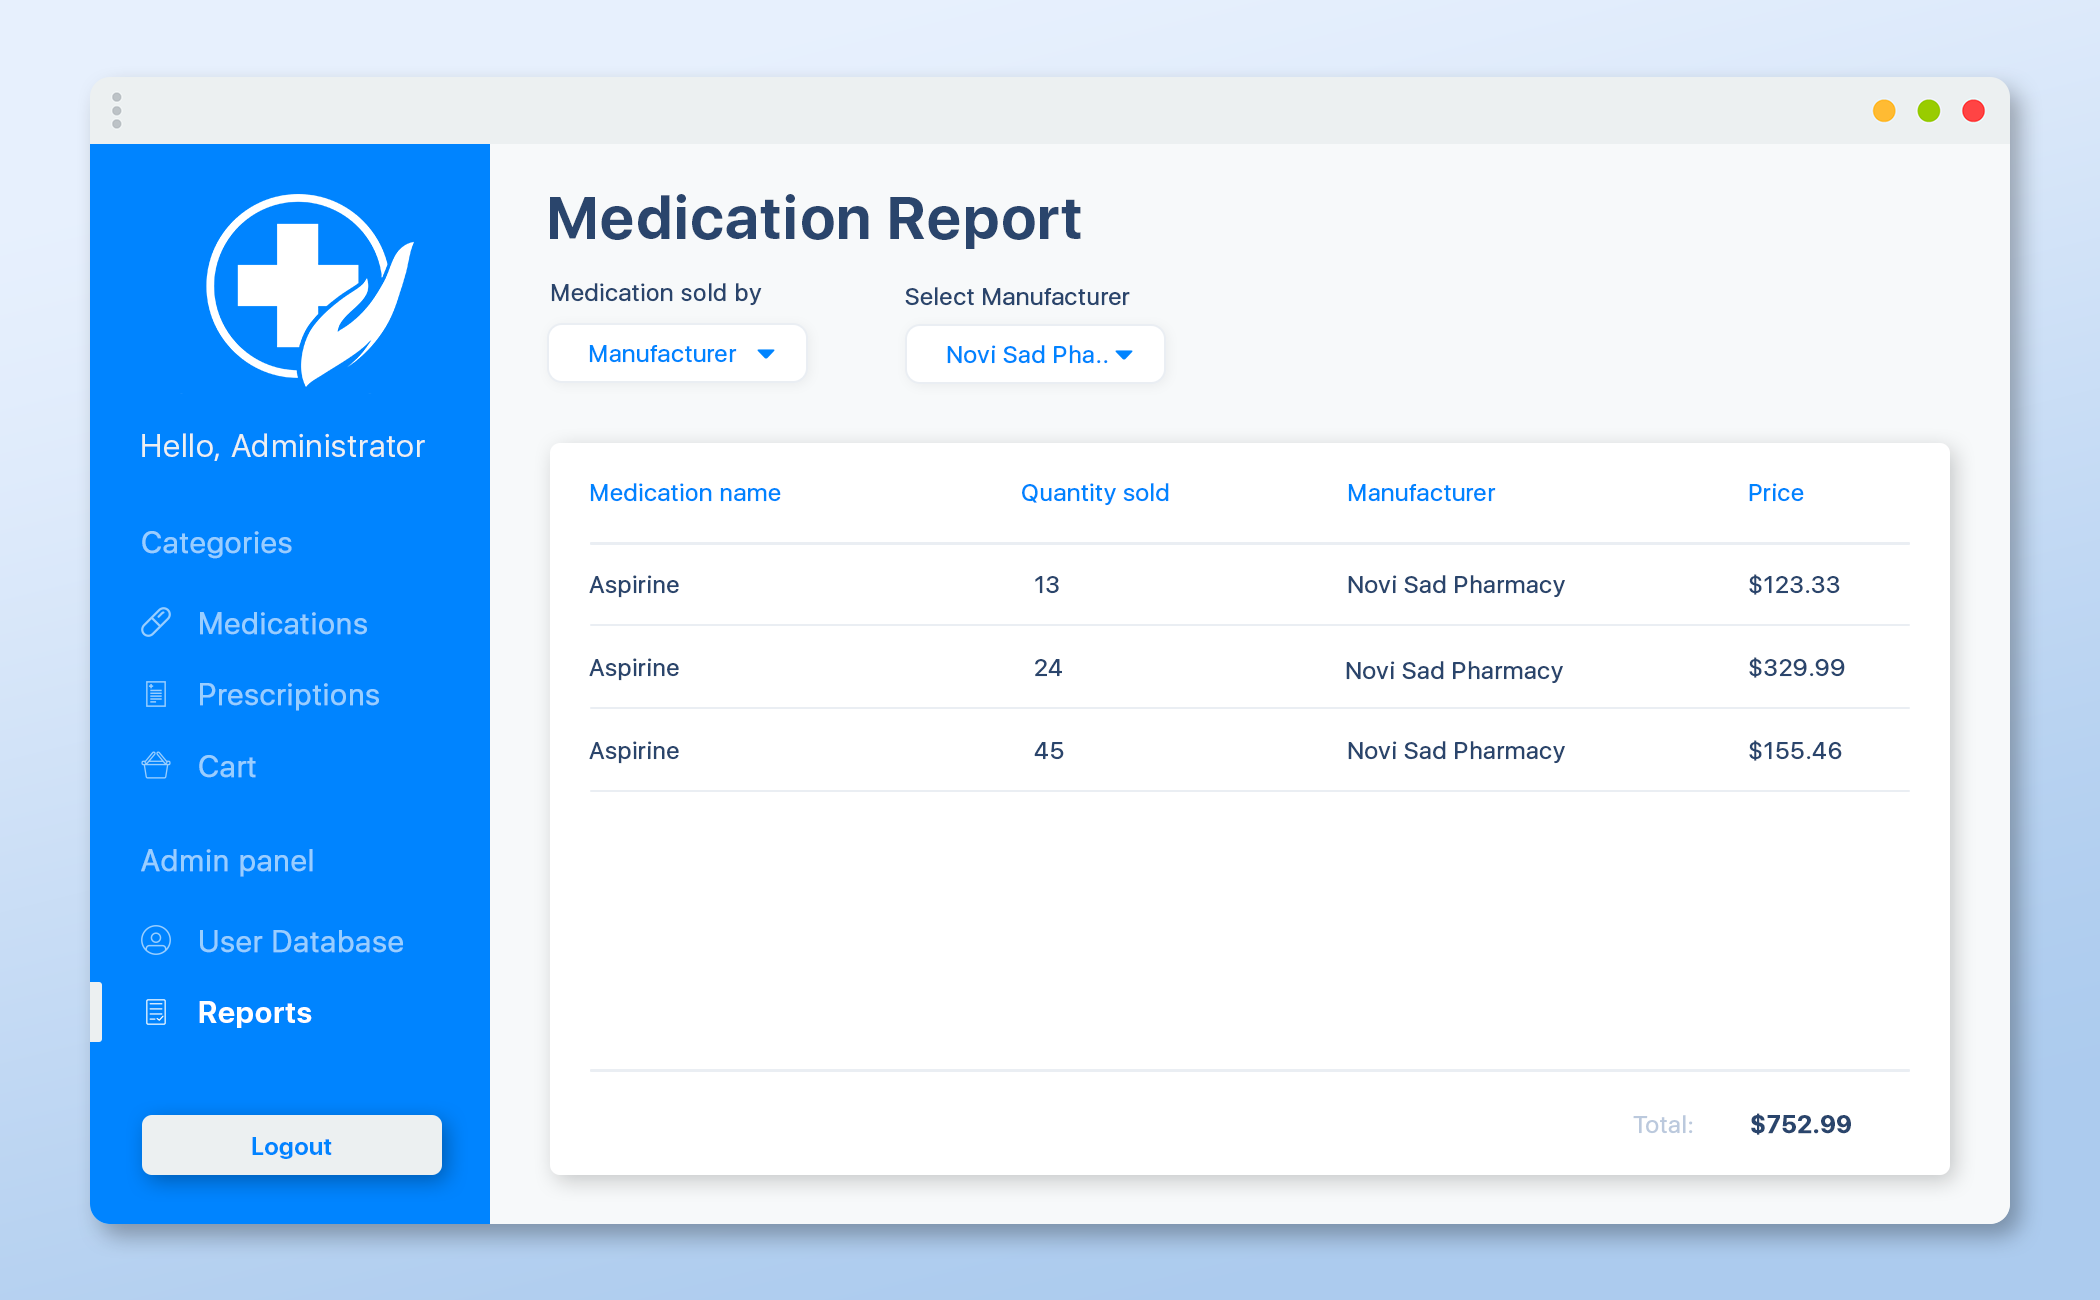 Medication Report
Medication sold by
Select Manufacturer
Manufacturer
Novi Sad Pha..
Hello, Administrator
Categories
Medications
Prescriptions
Cart
Admin panel
User Database
Reports
Logout
Medication name Quantity sold Manufacturer Price
Aspirine 13 Novi Sad Pharmacy $123.33
Aspirine 24 Novi Sad Pharmacy $329.99
Aspirine 45 Novi Sad Pharmacy $155.46
Total: $752.99